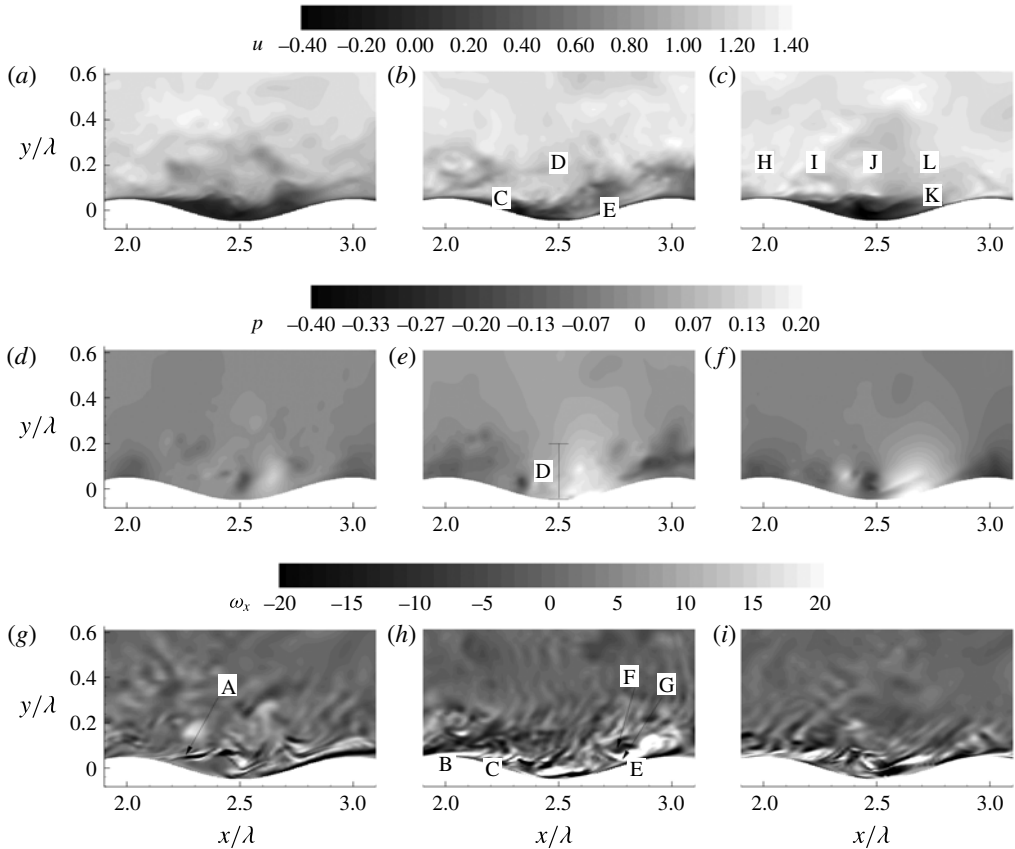 u −0.40 −0.20 0.00 0.20 0.40 0.60 0.80 1.00 1.20 1.40
(a) (b) (c)
0.6
0.4
y/λ
0.2 D H I J L
C E K
0
2.0 2.5 3.0 2.0 2.5 3.0 2.0 2.5 3.0
p −0.40 −0.33 −0.27 −0.20 −0.13 −0.07 0 0.07 0.13 0.20
(d) (e) (f)
0.6
0.4
y/λ
0.2
D
0
2.0 2.5 3.0 2.0 2.5 3.0 2.0 2.5 3.0
ωx −20 −15 −10 −5 0 5 10 15 20
(g) (h) (i)
0.6
0.4
A F G
y/λ
0.2
0 B C E
2.0 2.5 3.0 2.0 2.5 3.0 2.0 2.5 3.0
x/λ x/λ x/λ